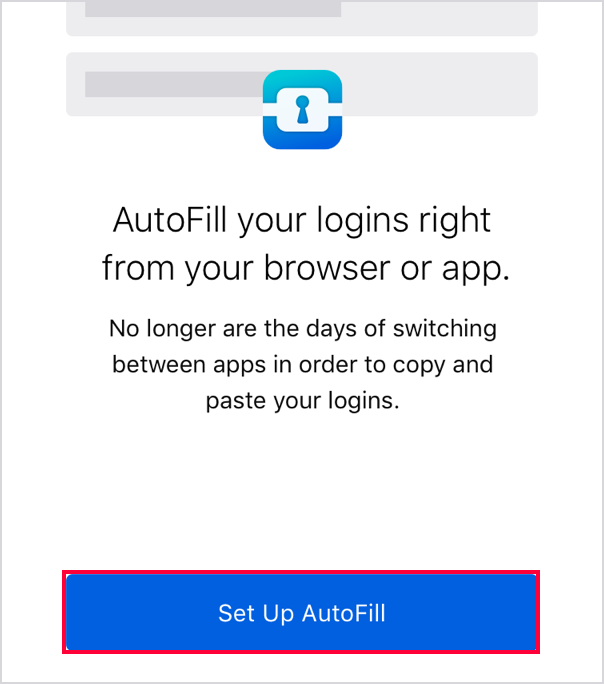 AutoFill your logins right
from your browser or app.
No longer are the days of switching
between apps in order to copy and
paste your logins.
Set Up AutoFill